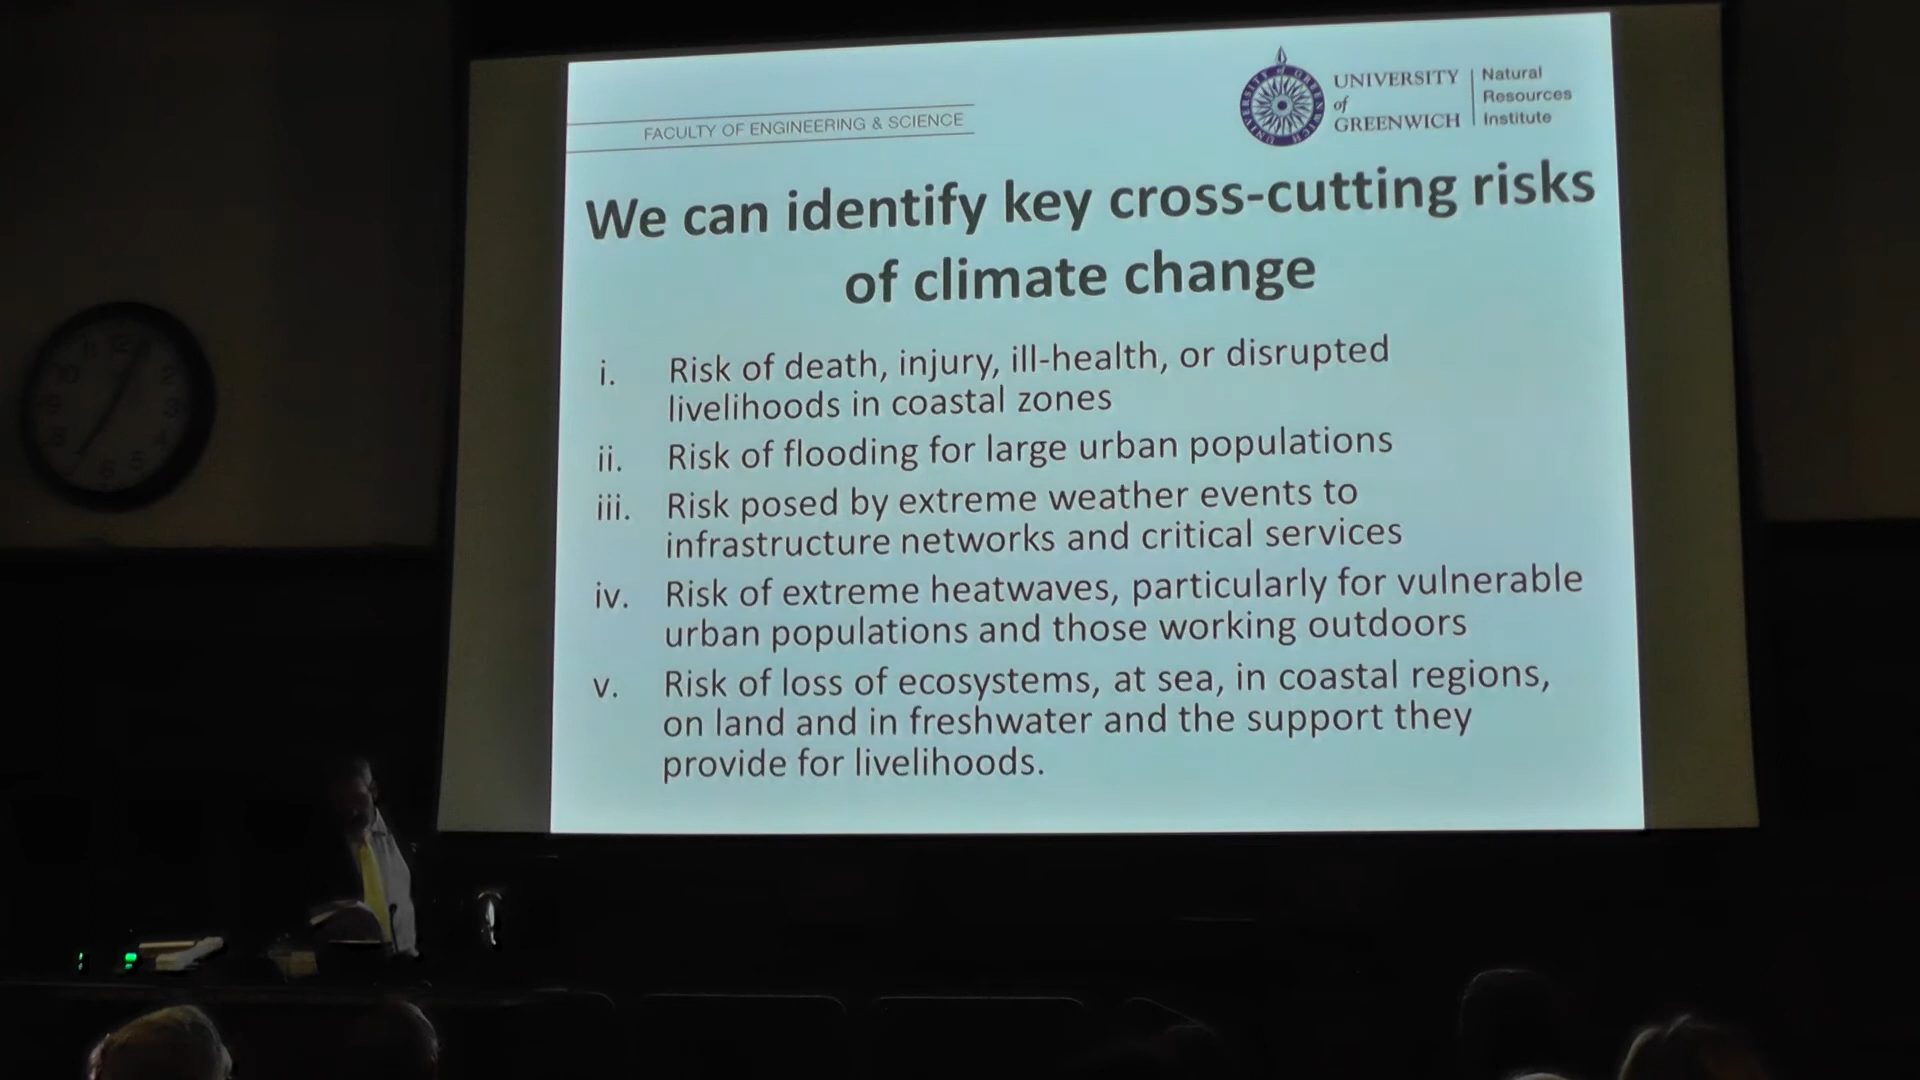 FACULTY OF ENGINEERING & SCIENCE
UNIVERSITY of GREENWICH
UNIVERSITY
of
GREENWICH
Natural
Resources
Institute
We can identify key cross-cutting risks
of climate change
i. Risk of death, injury, ill-health, or disrupted
livelihoods in coastal zones
ii. Risk of flooding for large urban populations
iii. Risk posed by extreme weather events to
infrastructure networks and critical services
iv. Risk of extreme heatwaves, particularly for vulnerable
urban populations and those working outdoors
v. Risk of loss of ecosystems, at sea, in coastal regions,
on land and in freshwater and the support they
provide for livelihoods.